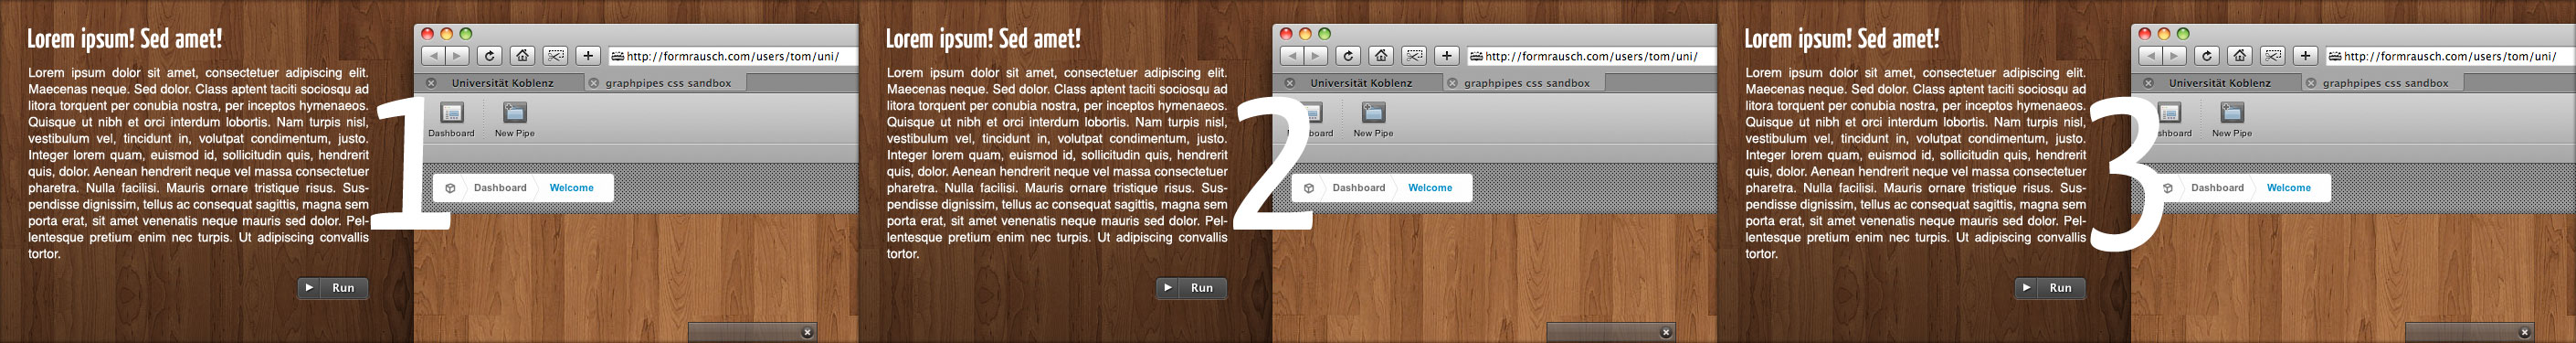 Lorem ipsum! Sed amet!
Lorem ipsum dolor sit amet, consectetuer adipiscing elit.
Maecenas neque. Sed dolor. Class aptent taciti sociosqu ad
litora torquent per conubia nostra, per inceptos hymenaeos.
Quisque ut nibh et orci interdum lobortis. Nam turpis nisl,
vestibulum vel, tincidunt in, volutpat condimentum, justo.
Integer lorem quam, euismod id, sollicitudin quis, hendrerit
quis, dolor. Aenean hendrerit neque vel massa consectetuer
pharetra. Nulla facilisi. Mauris ornare tristique risus. Sus-
pendisse dignissim, tellus ac consequat sagittis, magna sem
porta erat, sit amet venenatis neque mauris sed dolor. Pel-
lentesque pretium enim nec turpis. Ut adipiscing convallis
tortor.
Run
1
http://formrausch.com/users/tom/uni/
Universität Koblenz
graphpipes css sandbox
Dashboard
New Pipe
Dashboard
Welcome
Lorem ipsum! Sed amet!
Lorem ipsum dolor sit amet, consectetuer adipiscing elit.
Maecenas neque. Sed dolor. Class aptent taciti sociosqu ad
litora torquent per conubia nostra, per inceptos hymenaeos.
Quisque ut nibh et orci interdum lobortis. Nam turpis nisl,
vestibulum vel, tincidunt in, volutpat condimentum, justo.
Integer lorem quam, euismod id, sollicitudin quis, hendrerit
quis, dolor. Aenean hendrerit neque vel massa consectetuer
pharetra. Nulla facilisi. Mauris ornare tristique risus. Sus-
pendisse dignissim, tellus ac consequat sagittis, magna sem
porta erat, sit amet venenatis neque mauris sed dolor. Pel-
lentesque pretium enim nec turpis. Ut adipiscing convallis
tortor.
Run
2
http://formrausch.com/users/tom/uni/
Universität Koblenz
graphpipes css sandbox
New Pipe
Dashboard
Welcome
Lorem ipsum! Sed amet!
Lorem ipsum dolor sit amet, consectetuer adipiscing elit.
Maecenas neque. Sed dolor. Class aptent taciti sociosqu ad
litora torquent per conubia nostra, per inceptos hymenaeos.
Quisque ut nibh et orci interdum lobortis. Nam turpis nisl,
vestibulum vel, tincidunt in, volutpat condimentum, justo.
Integer lorem quam, euismod id, sollicitudin quis, hendrerit
quis, dolor. Aenean hendrerit neque vel massa consectetuer
pharetra. Nulla facilisi. Mauris ornare tristique risus. Sus-
pendisse dignissim, tellus ac consequat sagittis, magna sem
porta erat, sit amet venenatis neque mauris sed dolor. Pel-
lentesque pretium enim nec turpis. Ut adipiscing convallis
tortor.
Run
3
http://formrausch.com/users/tom/uni/
Universität Koblenz
graphpipes css sandbox
New Pipe
Dashboard
Welcome